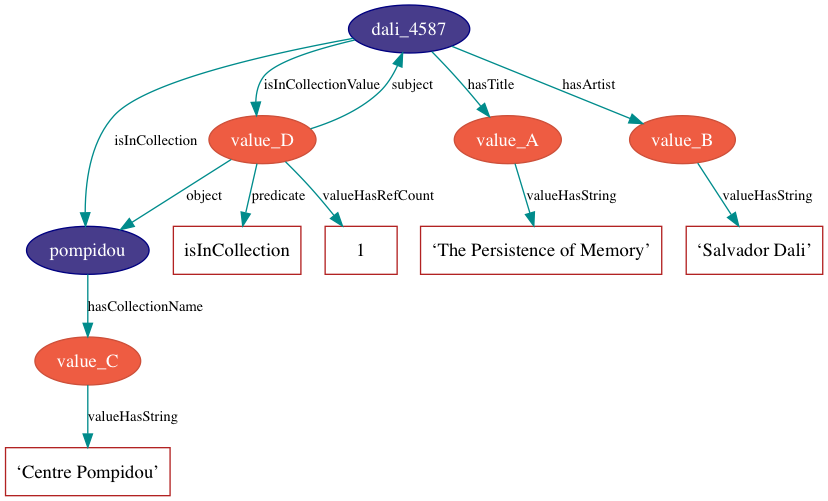 dali_4587
isInCollectionValue
subject
hasTitle
hasArtist
isInCollection
value_D
value_A
value_B
object
predicate
valueHasRefCount
valueHasString
valueHasString
pompidou
isInCollection
1
‘The Persistence of Memory’
‘Salvador Dali’
hasCollectionName
value_C
valueHasString
‘Centre Pompidou’